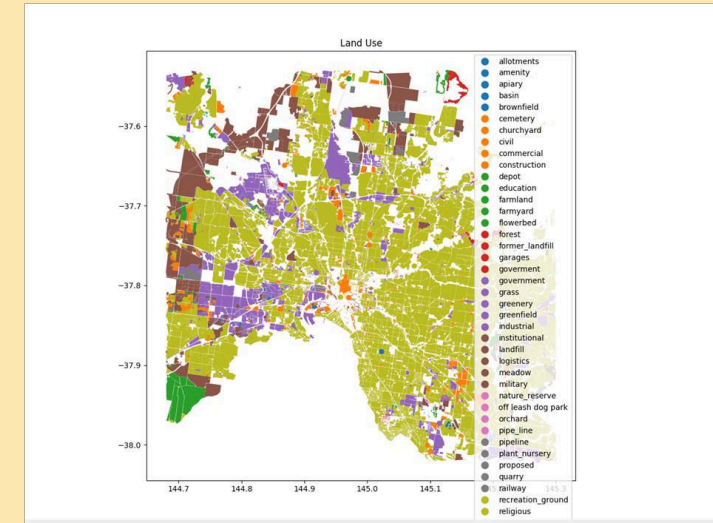 Land Use
allotments
amenity
apiary
basin
brownfield
cemetery
churchyard
civil
commercial
construction
depot
education
farmland
farmyard
flowerbed
forest
former_landfill
garages
goverment
government
grass
greenery
greenfield
industrial
institutional
landfill
logistics
meadow
military
nature_reserve
off leash dog park
orchard
pipe_line
pipeline
plant_nursery
proposed
quarry
railway
recreation_ground
religious
−37.6
−37.7
−37.8
−37.9
−38.0
144.7 144.8 144.9 145.0 145.1 145.3